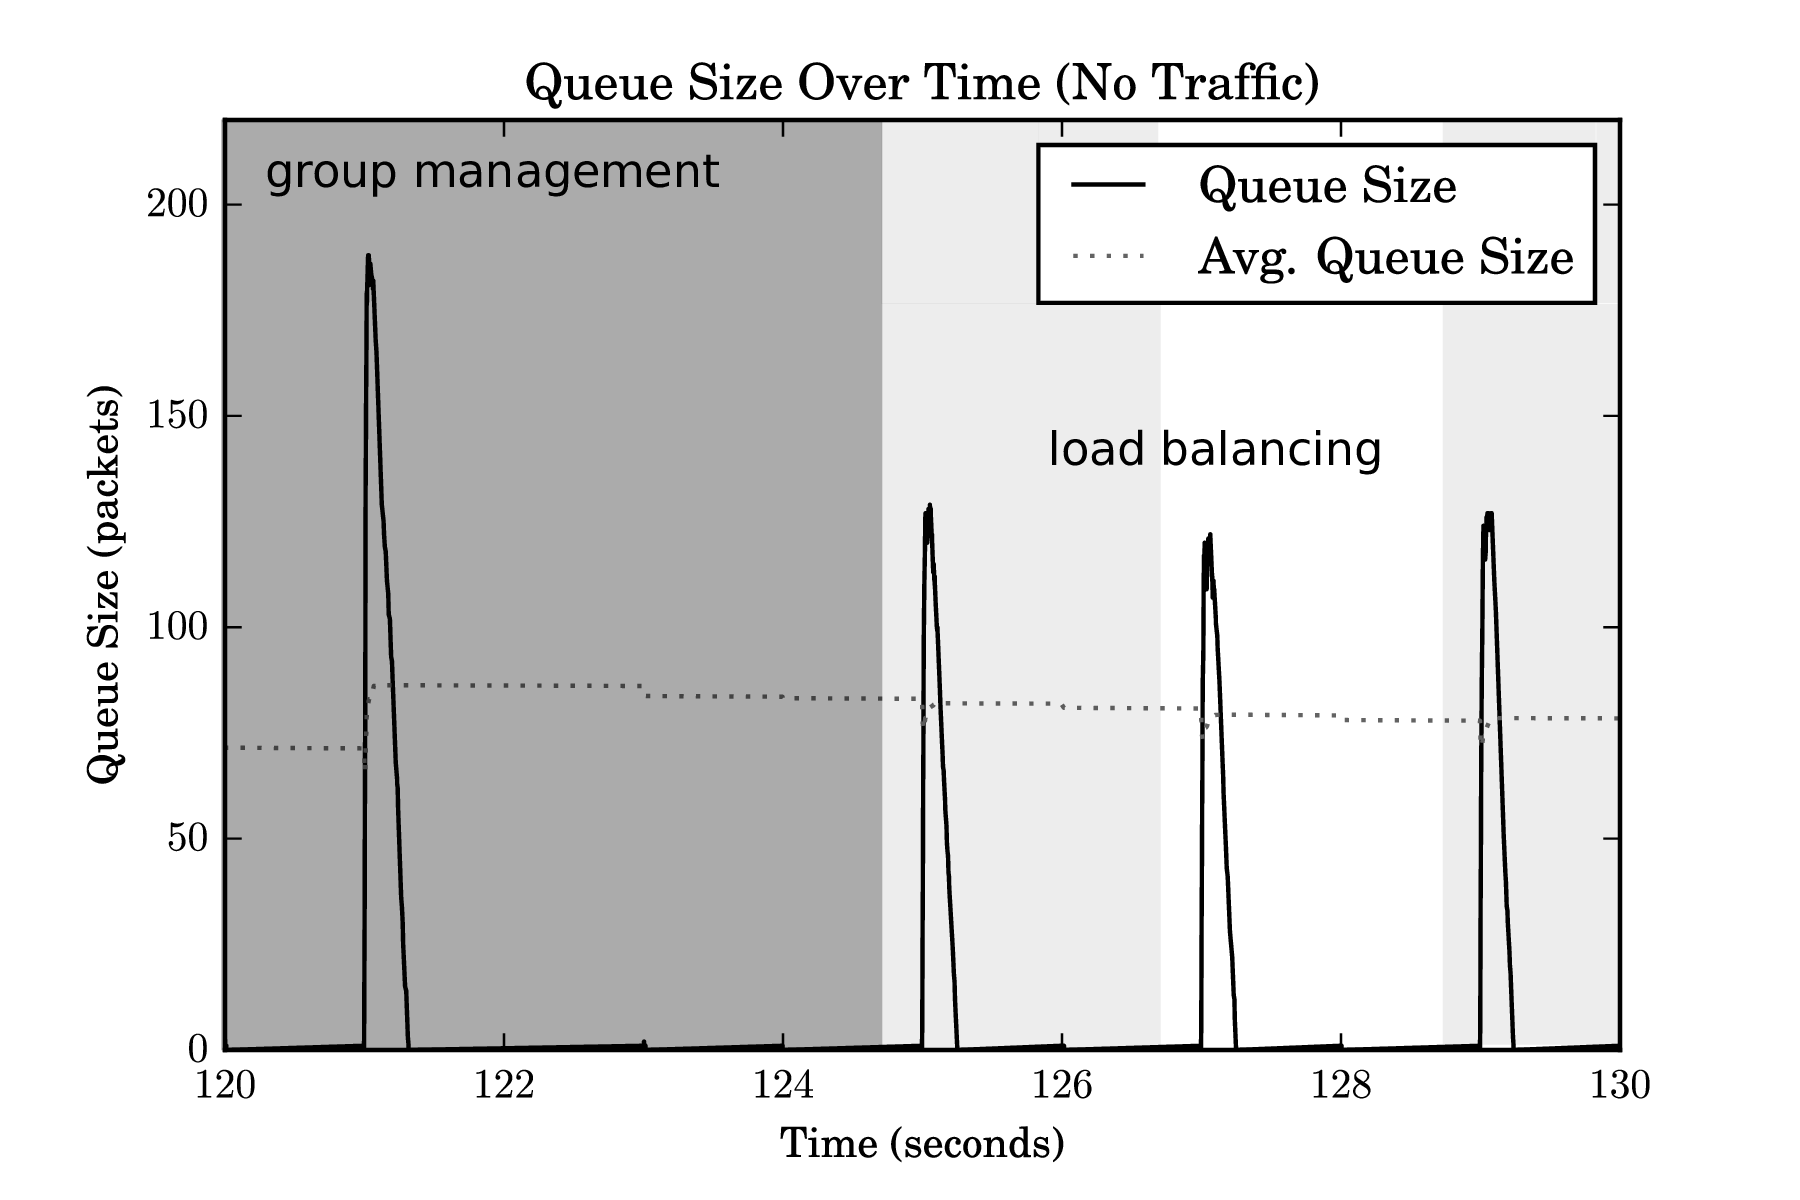 Queue Size Over Time (No Traffic)
group management
Queue Size
Avg. Queue Size
load balancing
Queue Size (packets)
200
150
100
50
0
120 122 124 126 128 130
Time (seconds)